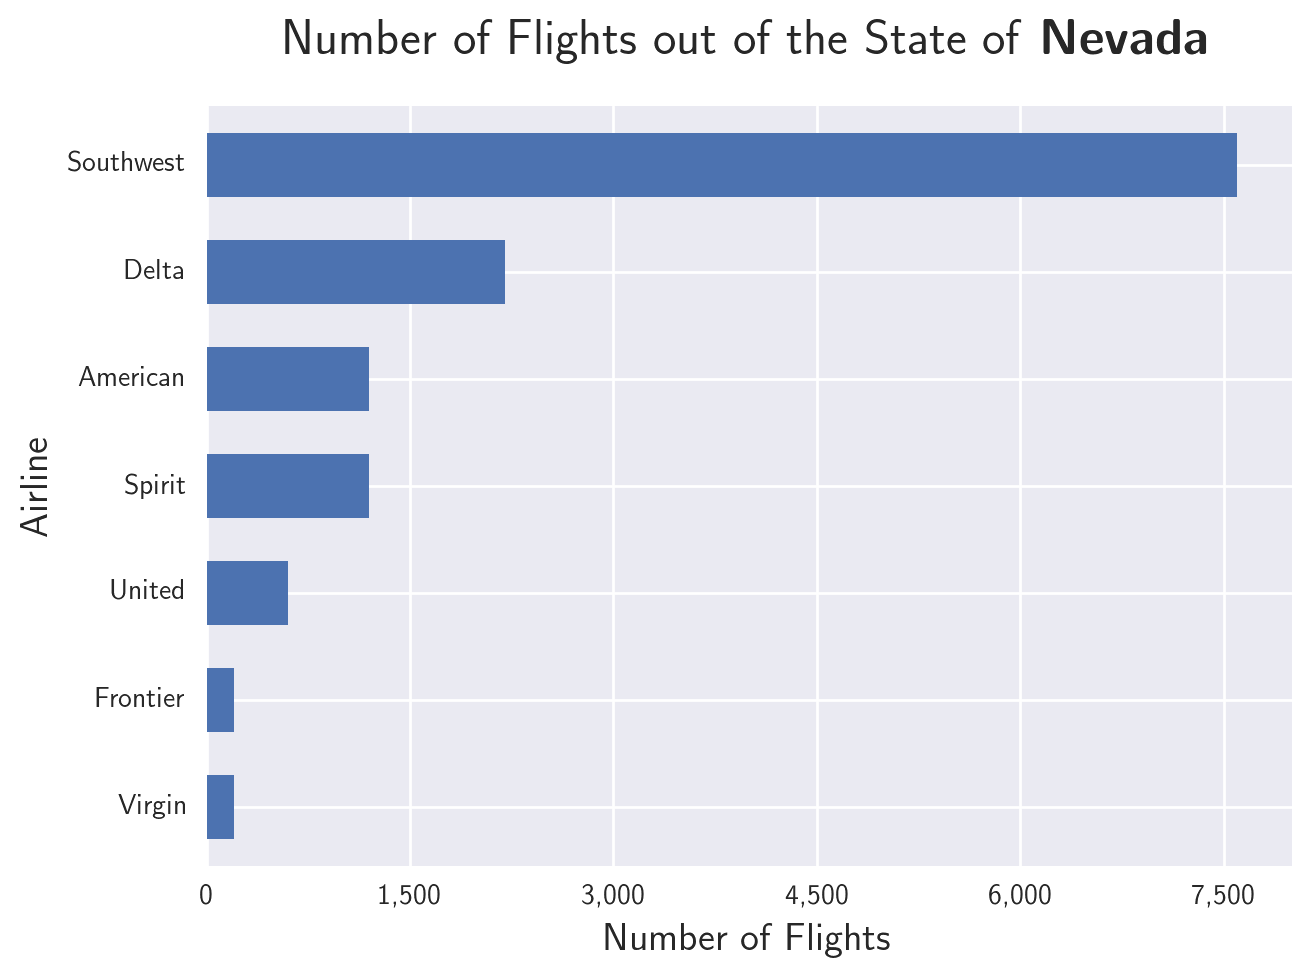 Number of Flights out of the State of Nevada
Southwest
Delta
American
Spirit
United
Frontier
Virgin
Airline
0 1,500 3,000 4,500 6,000 7,500
Number of Flights